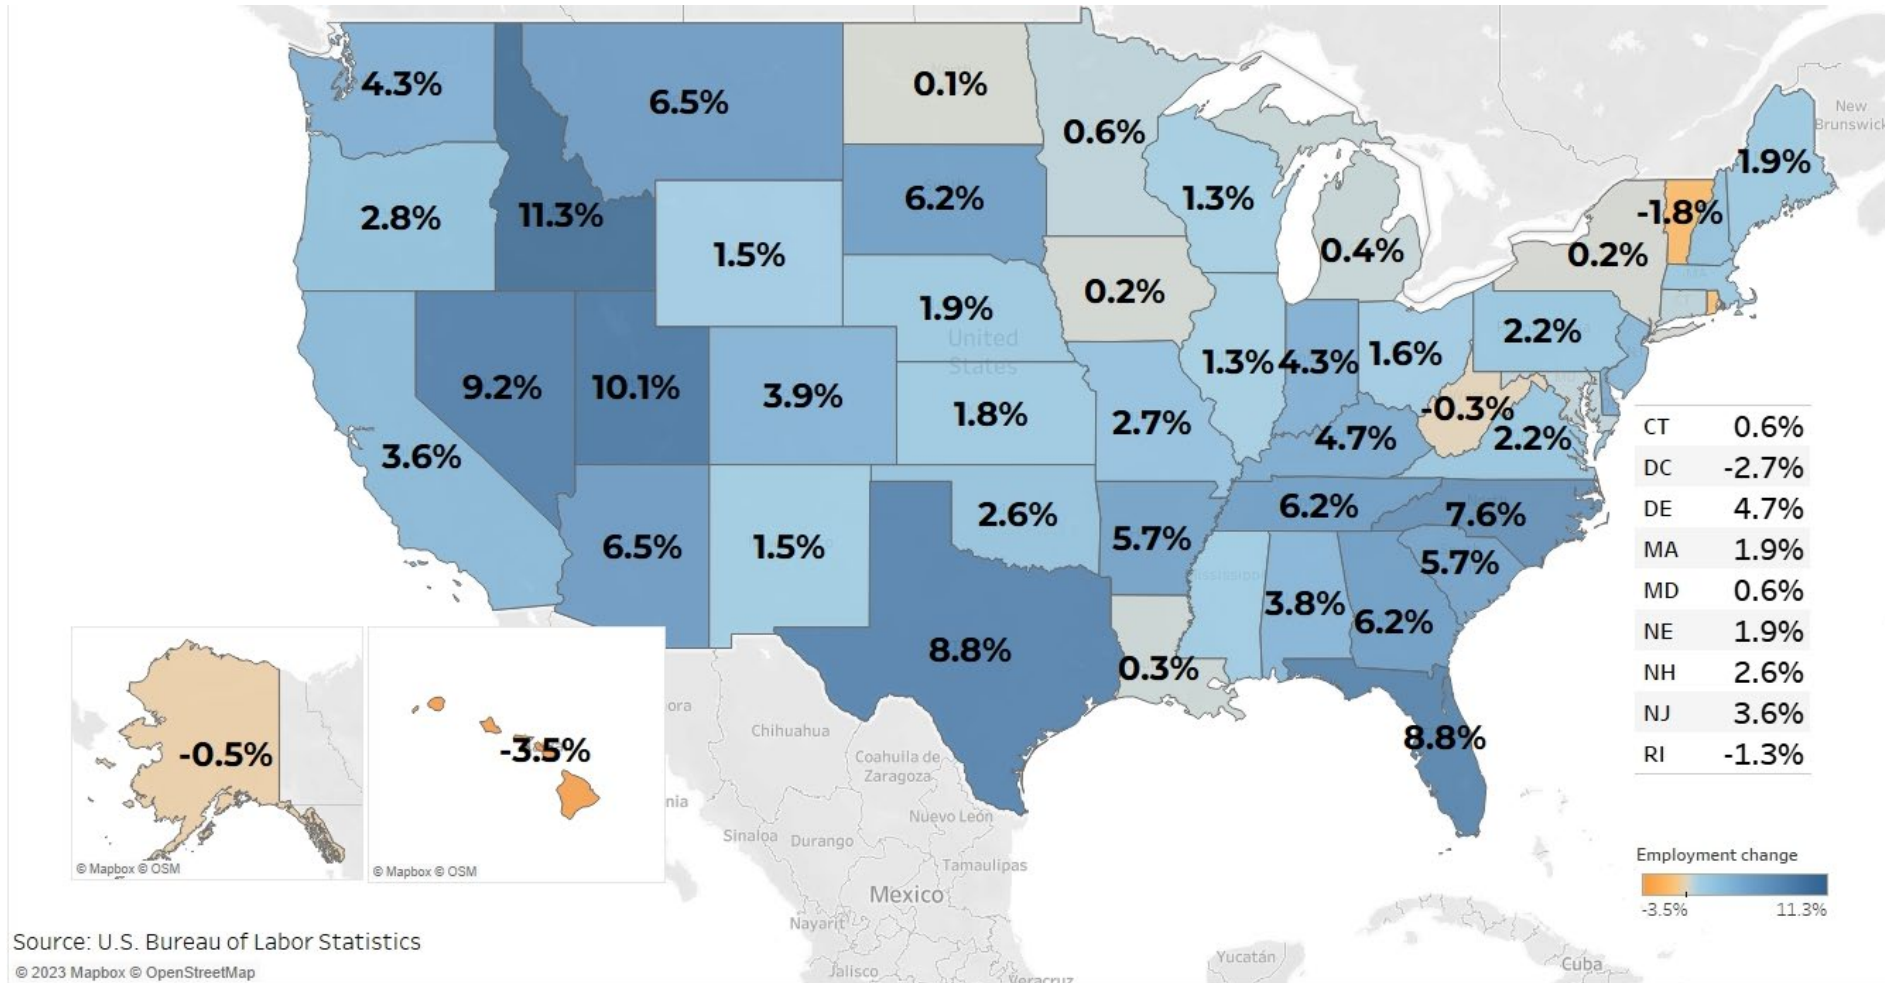 4.3%
6.5%
0.1%
0.6%
New
Brunswick
1.9%
2.8%
11.3%
1.5%
6.2%
1.3%
0.4%
0.2%
-1.8%
0.2%
1.9%
United
States
9.2%
10.1%
3.9%
1.8%
2.7%
1.3%
4.3%
1.6%
2.2%
3.6%
4.7%
-0.3%
2.2%
6.5%
1.5%
2.6%
5.7%
6.2%
7.6%
5.7%
8.8%
0.3%
3.8%
6.2%
8.8%
CT 0.6%
DC -2.7%
DE 4.7%
MA 1.9%
MD 0.6%
NE 1.9%
NH 2.6%
NJ 3.6%
RI -1.3%
-0.5%
© Mapbox © OSM
-3.5%
© Mapbox © OSM
Chihuahua
Coahuila de
Zaragoza
Nuevo León
Sinaloa
Durango
Tamaulipas
Mexico
Nayarit
Jalisco
Veracruz
Yucatán
Cuba
Employment change
-3.5% 11.3%
Source: U.S. Bureau of Labor Statistics
© 2023 Mapbox © OpenStreetMap